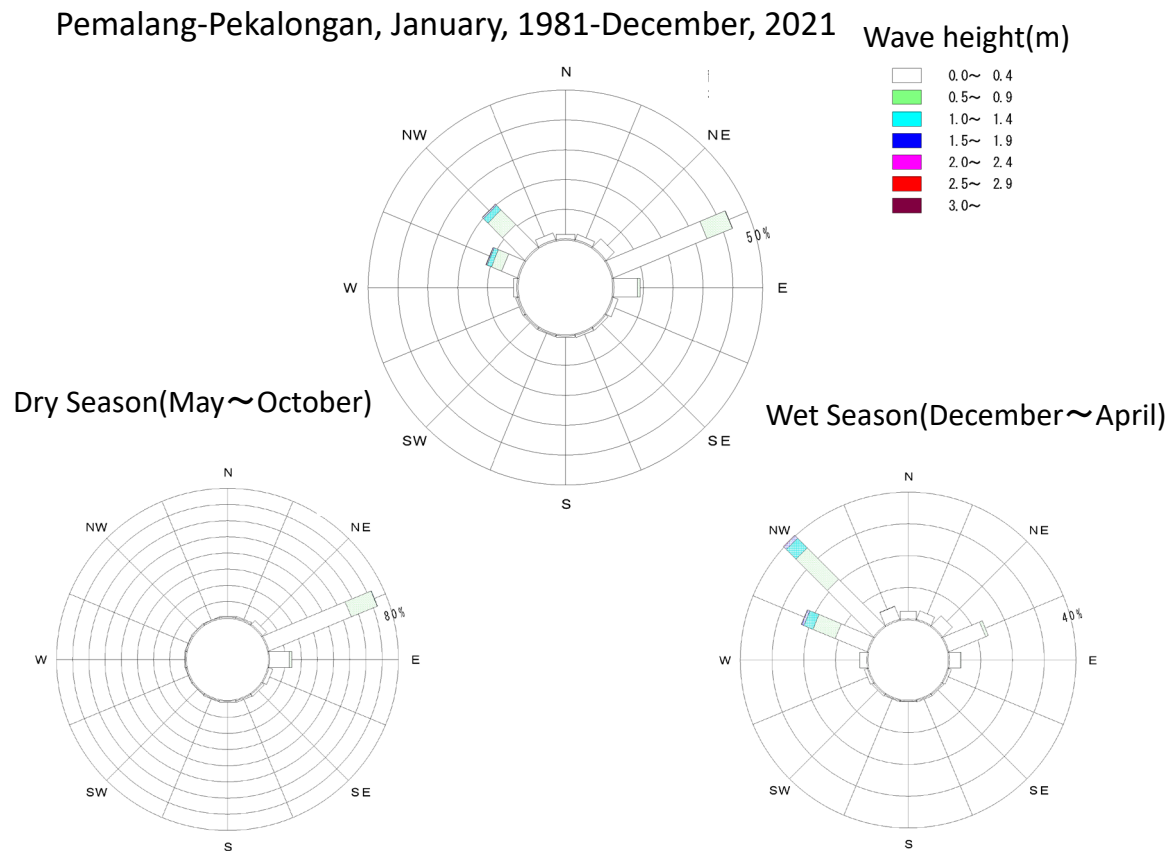 Pemalang-Pekalongan, January, 1981-December, 2021
Wave height(m)
0.0～ 0.4
0.5～ 0.9
1.0～ 1.4
1.5～ 1.9
2.0～ 2.4
2.5～ 2.9
3.0～
N
NW
NE
50%
W
E
SW
SE
S
Dry Season(May～October)
Wet Season(December～April)
N
NW
NE
80%
W
E
SW
SE
S
N
NW
NE
40%
W
E
SW
SE
S